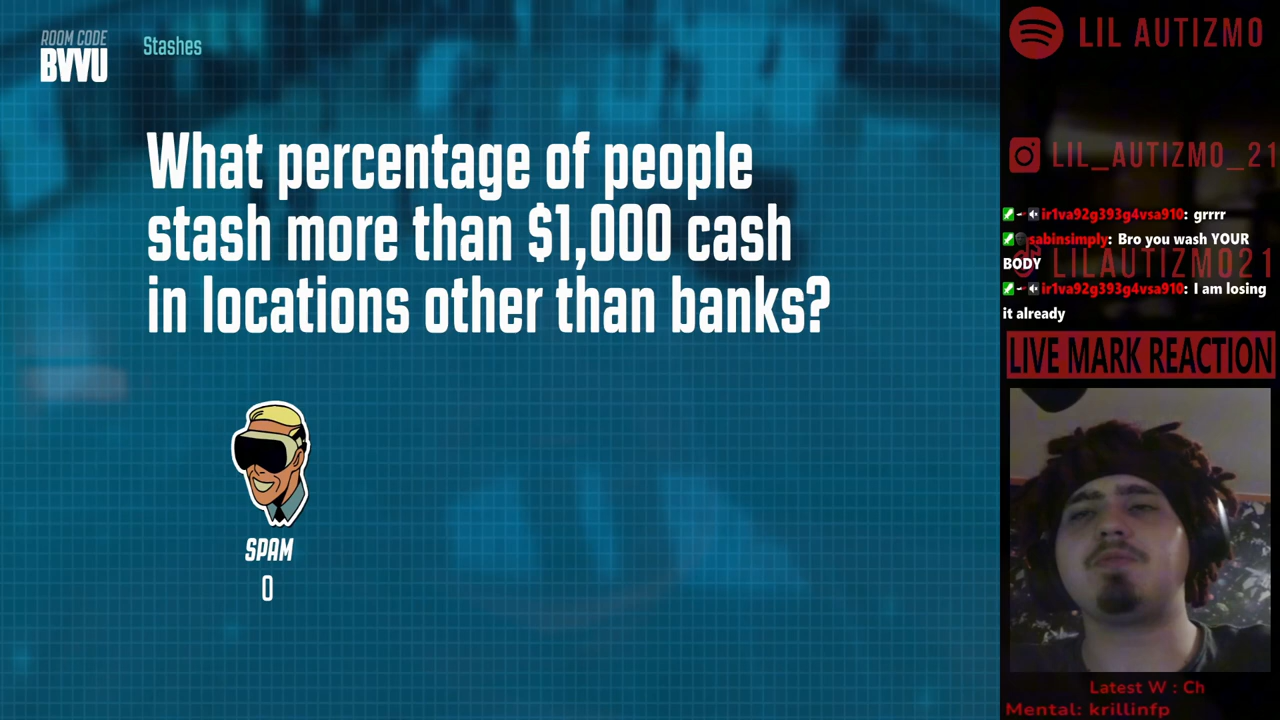 ROOM CODE
BVVU
Stashes
What percentage of people
stash more than $1,000 cash
in locations other than banks?
SPAM
0
LIL AUTIZMO
LIL_AUTIZMO_21
ir1va92g393g4vsa910: grrrr
sabinsimply: Bro you wash YOUR
BODY
LILAUTIZMO21
ir1va92g393g4vsa910: I am losing
it already
LIVE MARK REACTION
Latest W : Ch
Mental: krillinfp